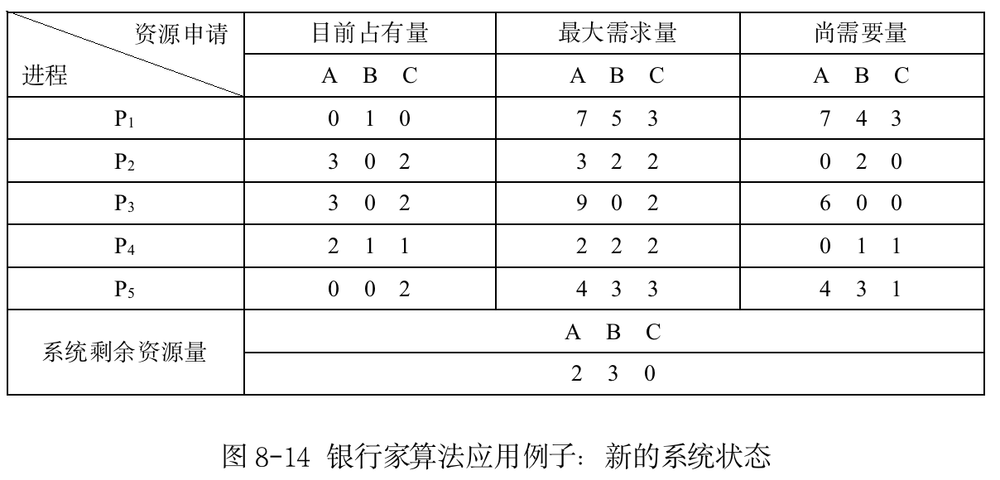 资源申请 目前占有量 最大需求量 尚需要量
进程 A B C A B C A B C
P₁ 0 1 0 7 5 3 7 4 3
P₂ 3 0 2 3 2 2 0 2 0
P₃ 3 0 2 9 0 2 6 0 0
P₄ 2 1 1 2 2 2 0 1 1
P₅ 0 0 2 4 3 3 4 3 1
系统剩余资源量 A B C
2 3 0
图 8-14 银行家算法应用例子：新的系统状态